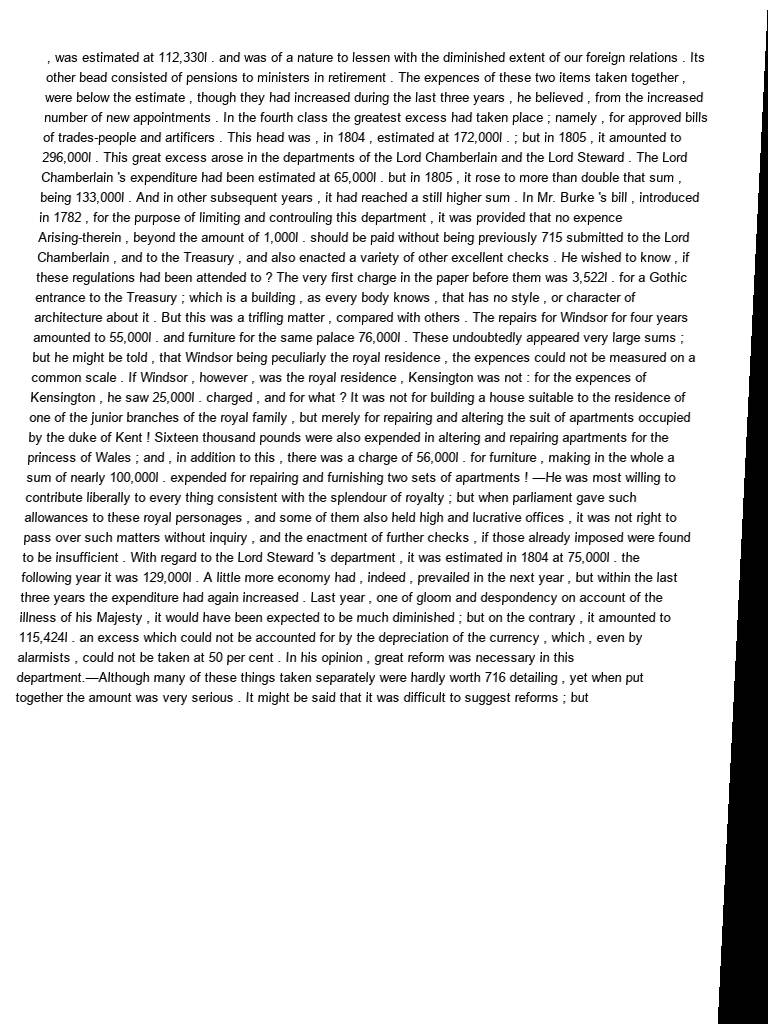 , was estimated at 112,330l . and was of a nature to lessen with the diminished extent of our foreign relations . Its
other bead consisted of pensions to ministers in retirement . The expences of these two items taken together ,
were below the estimate , though they had increased during the last three years , he believed , from the increased
number of new appointments . In the fourth class the greatest excess had taken place ; namely , for approved bills
of trades-people and artificers . This head was , in 1804 , estimated at 172,000l . ; but in 1805 , it amounted to
296,000l . This great excess arose in the departments of the Lord Chamberlain and the Lord Steward . The Lord
Chamberlain 's expenditure had been estimated at 65,000l . but in 1805 , it rose to more than double that sum ,
being 133,000l . And in other subsequent years , it had reached a still higher sum . In Mr. Burke 's bill , introduced
in 1782 , for the purpose of limiting and controuling this department , it was provided that no expence
Arising-therein , beyond the amount of 1,000l . should be paid without being previously 715 submitted to the Lord
Chamberlain , and to the Treasury , and also enacted a variety of other excellent checks . He wished to know , if
these regulations had been attended to ? The very first charge in the paper before them was 3,522l . for a Gothic
entrance to the Treasury ; which is a building , as every body knows , that has no style , or character of
architecture about it . But this was a trifling matter , compared with others . The repairs for Windsor for four years
amounted to 55,000l . and furniture for the same palace 76,000l . These undoubtedly appeared very large sums ;
but he might be told , that Windsor being peculiarly the royal residence , the expences could not be measured on a
common scale . If Windsor , however , was the royal residence , Kensington was not : for the expences of
Kensington , he saw 25,000l . charged , and for what ? It was not for building a house suitable to the residence of
one of the junior branches of the royal family , but merely for repairing and altering the suit of apartments occupied
by the duke of Kent ! Sixteen thousand pounds were also expended in altering and repairing apartments for the
princess of Wales ; and , in addition to this , there was a charge of 56,000l . for furniture , making in the whole a
sum of nearly 100,000l . expended for repairing and furnishing two sets of apartments ! —He was most willing to
contribute liberally to every thing consistent with the splendour of royalty ; but when parliament gave such
allowances to these royal personages , and some of them also held high and lucrative offices , it was not right to
pass over such matters without inquiry , and the enactment of further checks , if those already imposed were found
to be insufficient . With regard to the Lord Steward 's department , it was estimated in 1804 at 75,000l . the
following year it was 129,000l . A little more economy had , indeed , prevailed in the next year , but within the last
three years the expenditure had again increased . Last year , one of gloom and despondency on account of the
illness of his Majesty , it would have been expected to be much diminished ; but on the contrary , it amounted to
115,424l . an excess which could not be accounted for by the depreciation of the currency , which , even by
alarmists , could not be taken at 50 per cent . In his opinion , great reform was necessary in this
department.—Although many of these things taken separately were hardly worth 716 detailing , yet when put
together the amount was very serious . It might be said that it was difficult to suggest reforms ; but